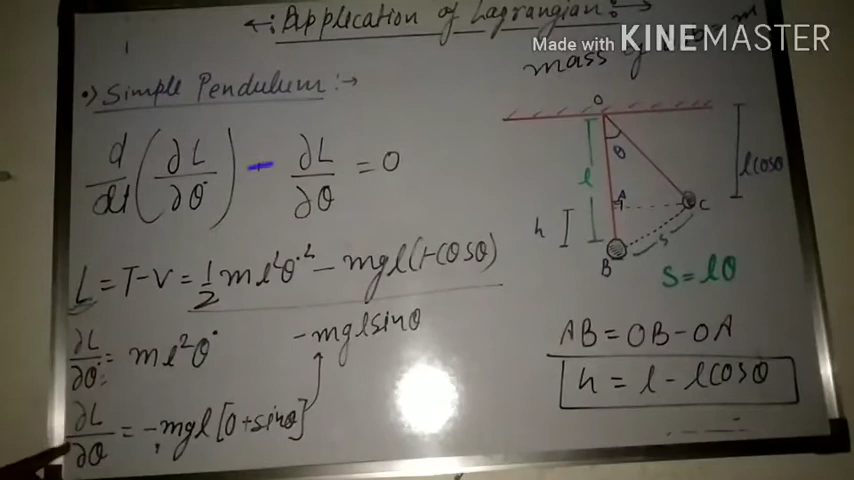 Application of Lagrangian:
Made with KINEMASTER
mass
Simple Pendulum :→
d/dt (∂L/∂θ̇) - ∂L/∂θ = 0
L = T-V = 1/2 ml²θ̇² - mgl(1-cosθ)
∂L/∂θ̇ = ml²θ̇
-mglsinθ
∂L/∂θ = -mgl[0+sinθ]
O
θ
lcosθ
l
A
C
h
S
B
S = lθ
AB = OB - OA
h = l - lcosθ